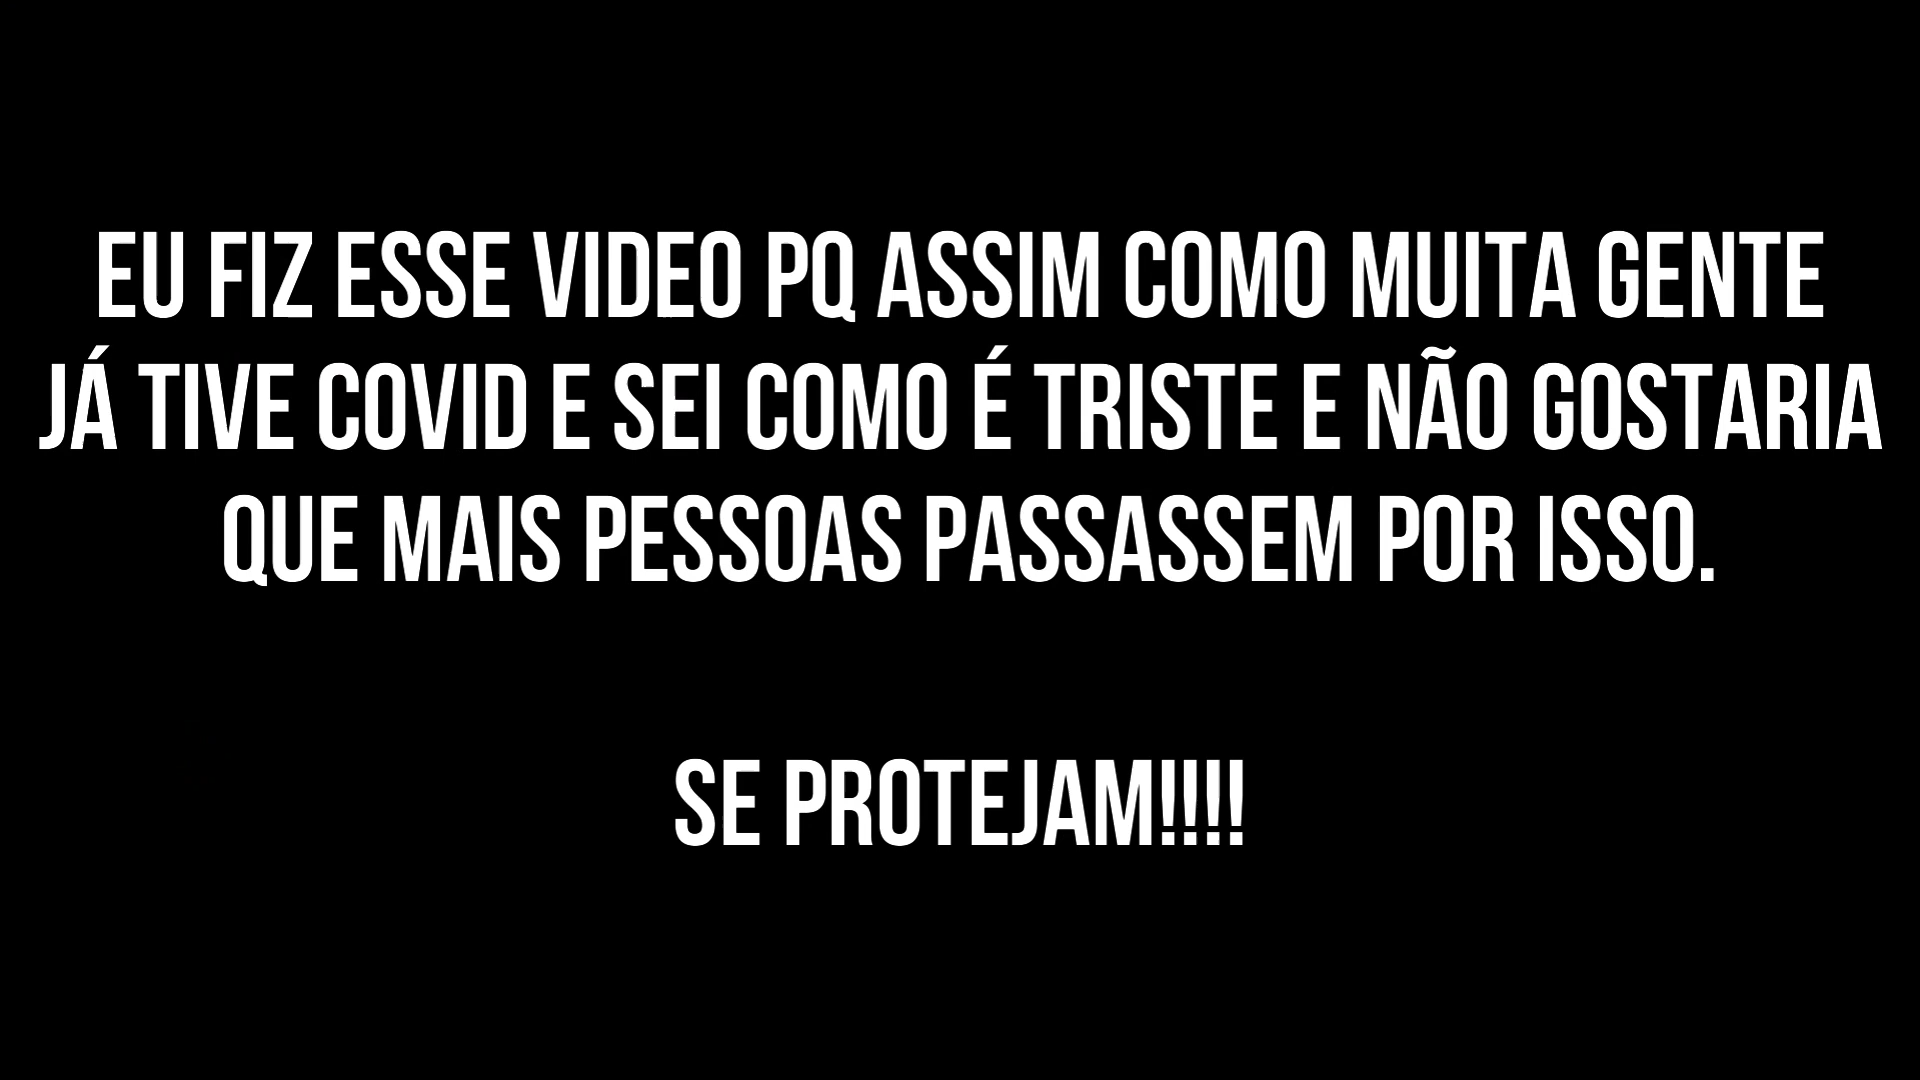 EU FIZ ESSE VIDEO PQ ASSIM COMO MUITA GENTE
JÁ TIVE COVID E SEI COMO É TRISTE E NÃO GOSTARIA
QUE MAIS PESSOAS PASSASSEM POR ISSO.
SE PROTEJAM!!!!